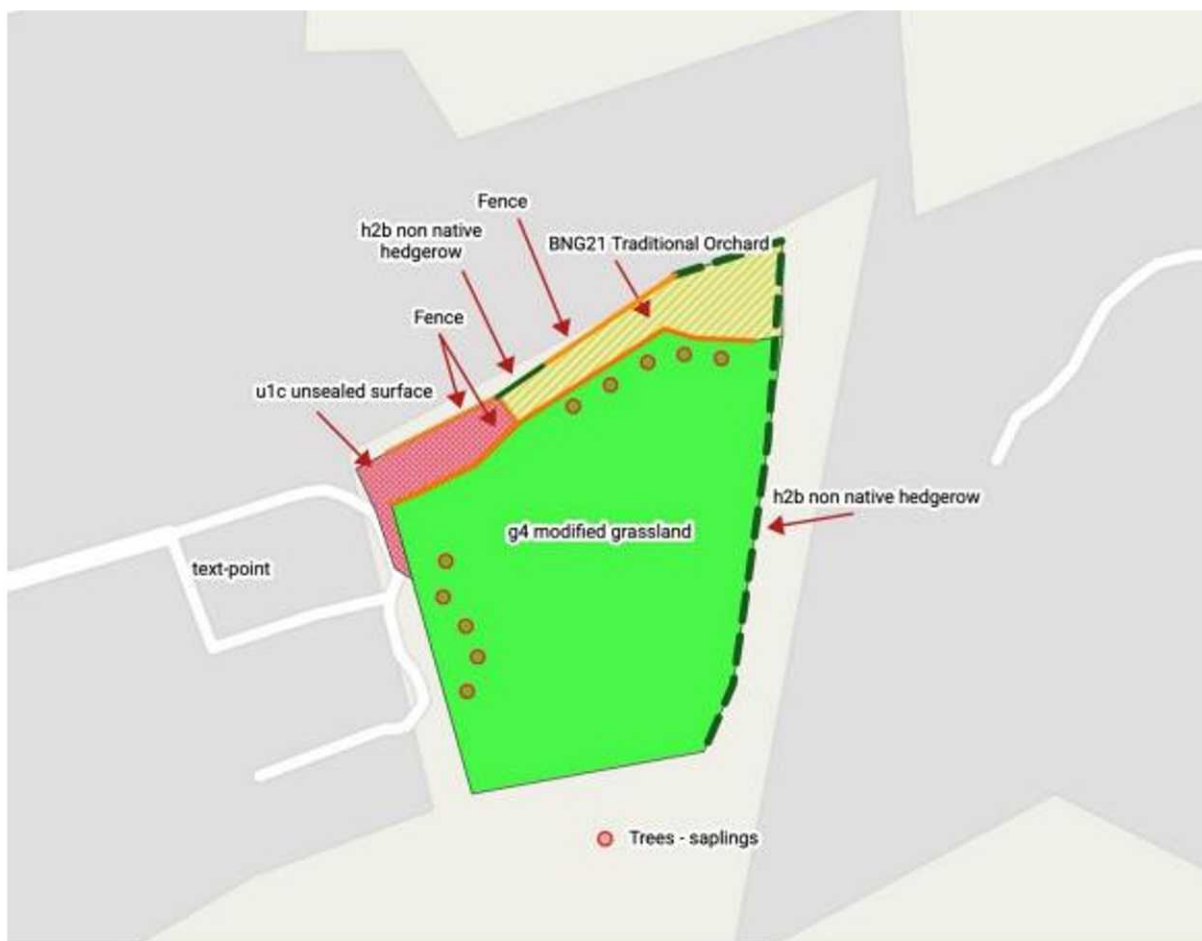 Fence
h2b non native
hedgerow
BNG21 Traditional Orchard
Fence
u1c unsealed surface
h2b non native hedgerow
g4 modified grassland
text-point
Trees - saplings